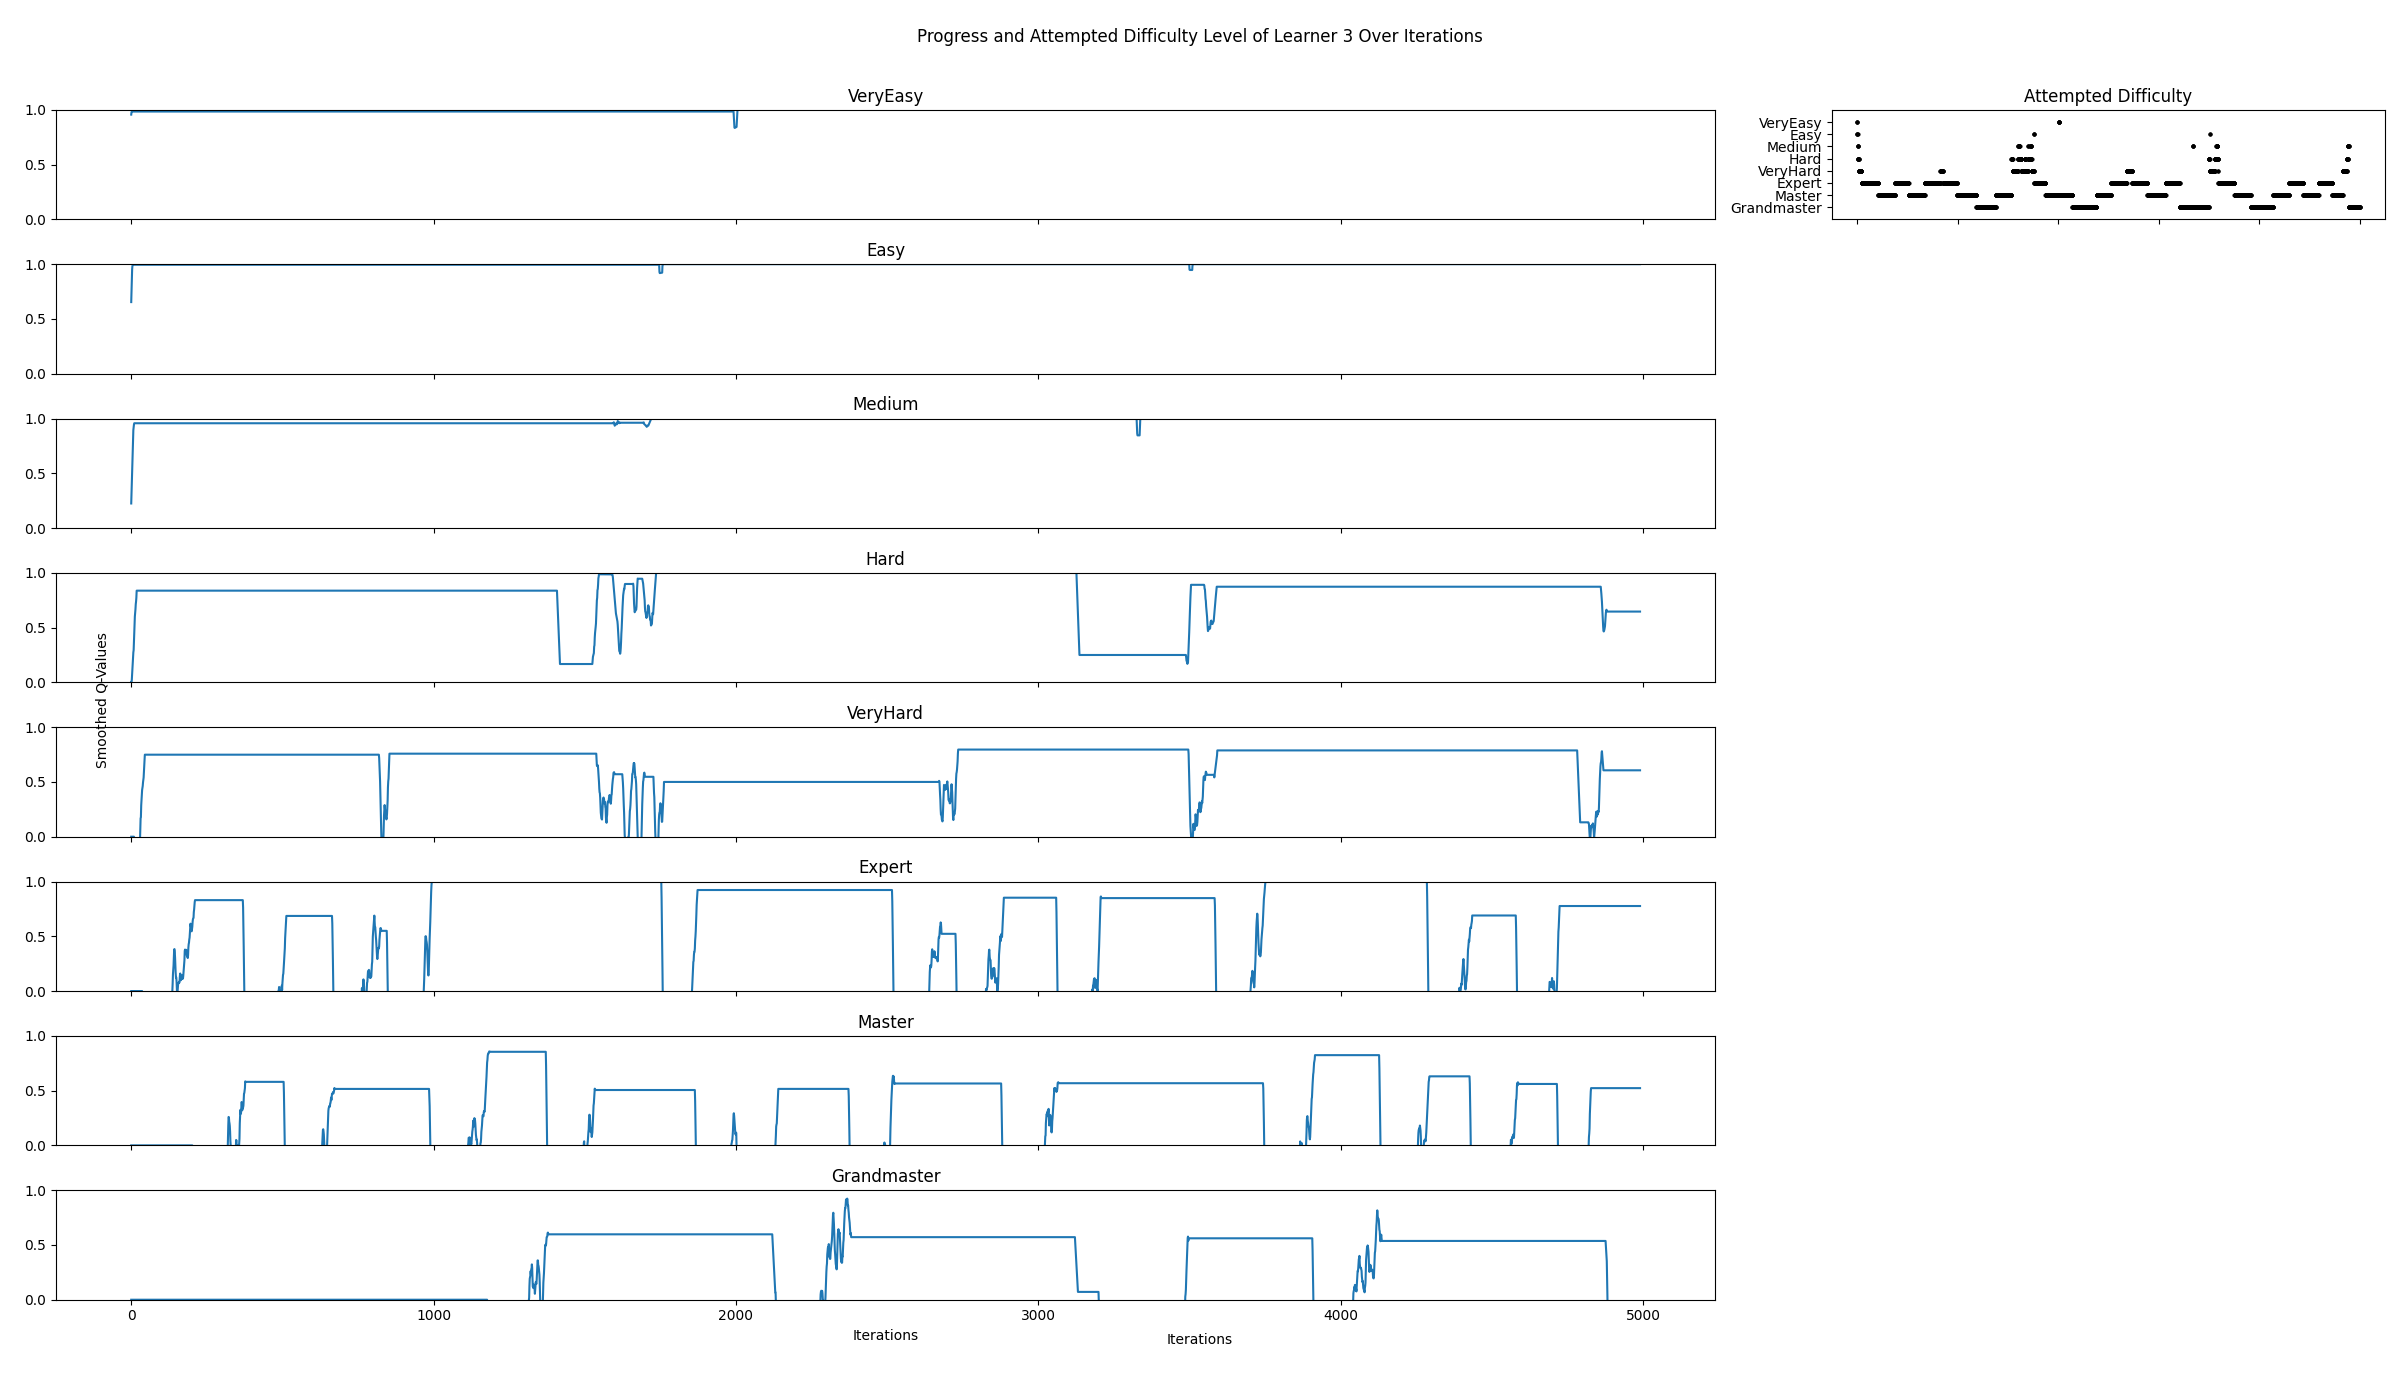 Progress and Attempted Difficulty Level of Learner 3 Over Iterations
VeryEasy
1.0
0.5
0.0
Attempted Difficulty
VeryEasy
Easy
Medium
Hard
VeryHard
Expert
Master
Grandmaster
Easy
1.0
0.5
0.0
Medium
1.0
0.5
0.0
Hard
1.0
0.5
0.0
Smoothed Q-Values
VeryHard
1.0
0.5
0.0
Expert
1.0
0.5
0.0
Master
1.0
0.5
0.0
Grandmaster
1.0
0.5
0.0
0 1000 2000 3000 4000 5000
Iterations
Iterations